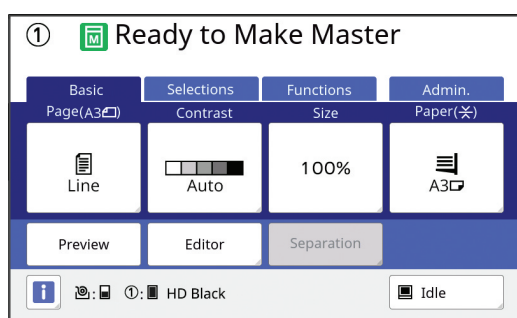 ① M Ready to Make Master
Basic Selections Functions Admin.
Page(A3) Contrast Size Paper()
Line Auto 100% A3
Preview Editor Separation
i : ①: HD Black Idle